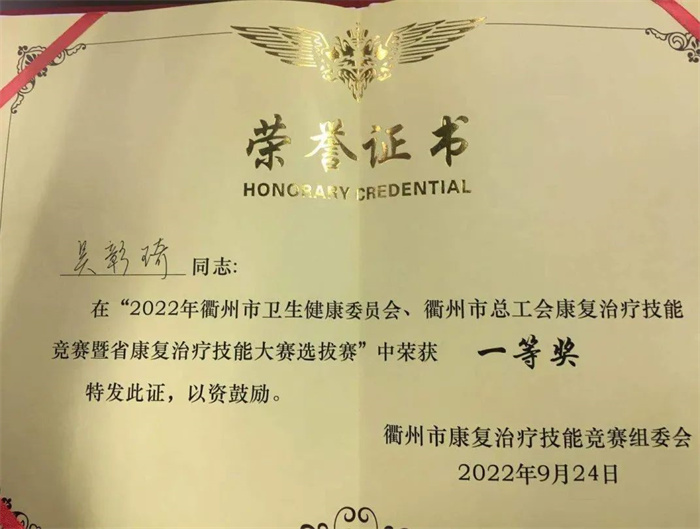 荣誉证书
HONORARY CREDENTIAL
吴彰琦 同志:
在“2022年衢州市卫生健康委员会、衢州市总工会康复治疗技能
竞赛暨省康复治疗技能大赛选拔赛”中荣获 一等奖
特发此证，以资鼓励。
衢州市康复治疗技能竞赛组委会
2022年9月24日